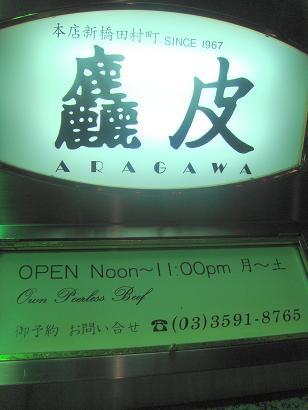 本店新橋田村町 SINCE 1967
麤皮
ARAGAWA
OPEN Noon～11:00pm 月～土
Own Peerless Beef
御予約 お問い合せ ☎(03)3591-8765